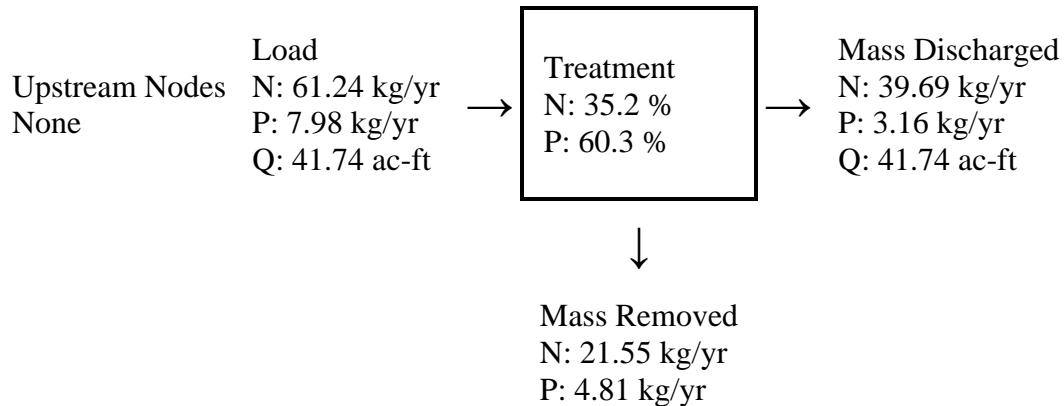 Upstream Nodes
None
Load
N: 61.24 kg/yr
P: 7.98 kg/yr
Q: 41.74 ac-ft
→
Treatment
N: 35.2 %
P: 60.3 %
→
Mass Discharged
N: 39.69 kg/yr
P: 3.16 kg/yr
Q: 41.74 ac-ft
↓
Mass Removed
N: 21.55 kg/yr
P: 4.81 kg/yr